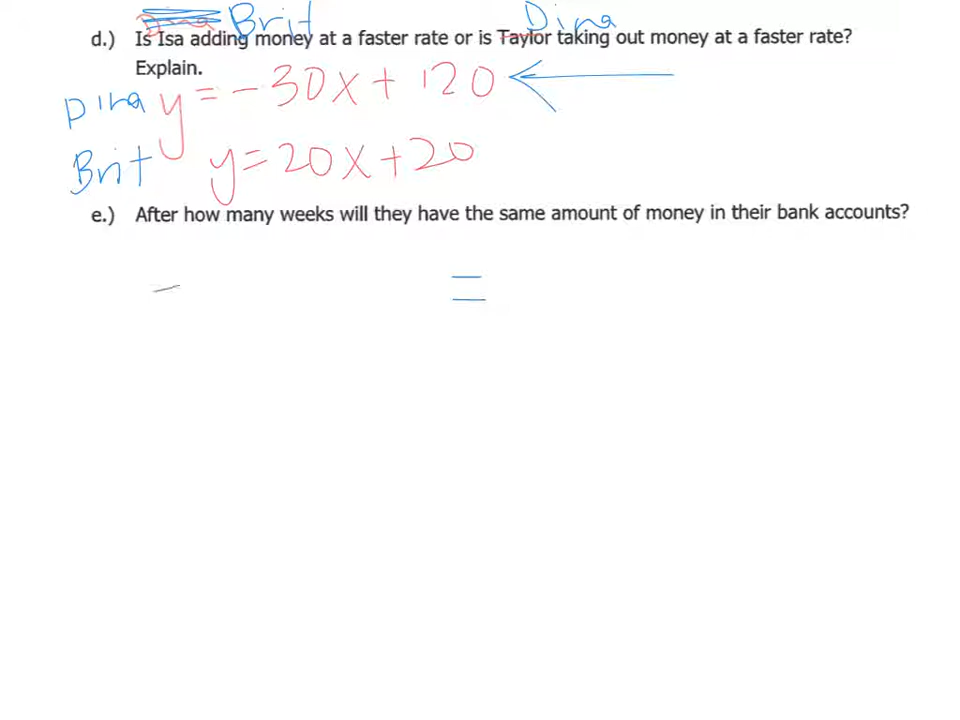 Dina Brit Dina
d.) Is Isa adding money at a faster rate or is Taylor taking out money at a faster rate?
Explain.
Dina y = -30x + 120
Brit y = 20x + 20
e.) After how many weeks will they have the same amount of money in their bank accounts?
- =